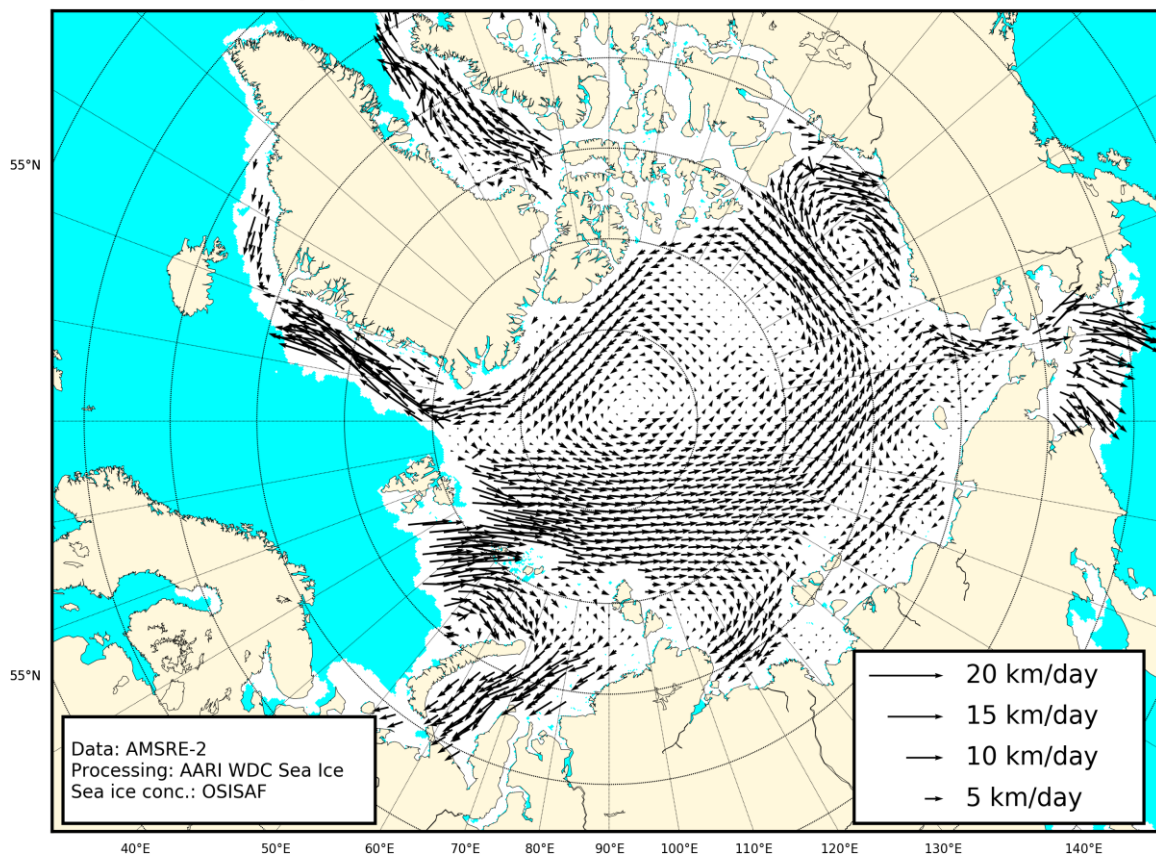 55°N
55°N
Data: AMSRE-2
Processing: AARI WDC Sea Ice
Sea ice conc.: OSISAF
20 km/day
15 km/day
10 km/day
5 km/day
40°E 50°E 60°E 70°E 80°E 90°E 100°E 110°E 120°E 130°E 140°E